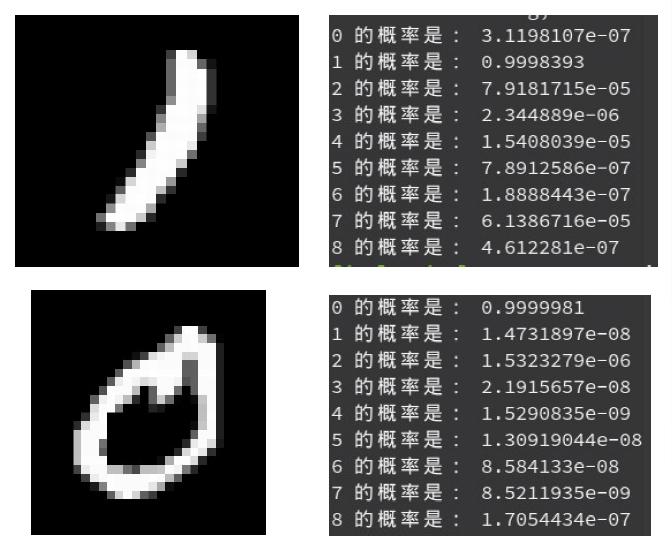 0 的概率是： 3.1198107e-07
1 的概率是： 0.9998393
2 的概率是： 7.9181715e-05
3 的概率是： 2.344889e-06
4 的概率是： 1.5408039e-05
5 的概率是： 7.8912586e-07
6 的概率是： 1.8888443e-07
7 的概率是： 6.1386716e-05
8 的概率是： 4.612281e-07
0 的概率是： 0.9999981
1 的概率是： 1.4731897e-08
2 的概率是： 1.5323279e-06
3 的概率是： 2.1915657e-08
4 的概率是： 1.5290835e-09
5 的概率是： 1.30919044e-08
6 的概率是： 8.584133e-08
7 的概率是： 8.5211935e-09
8 的概率是： 1.7054434e-07